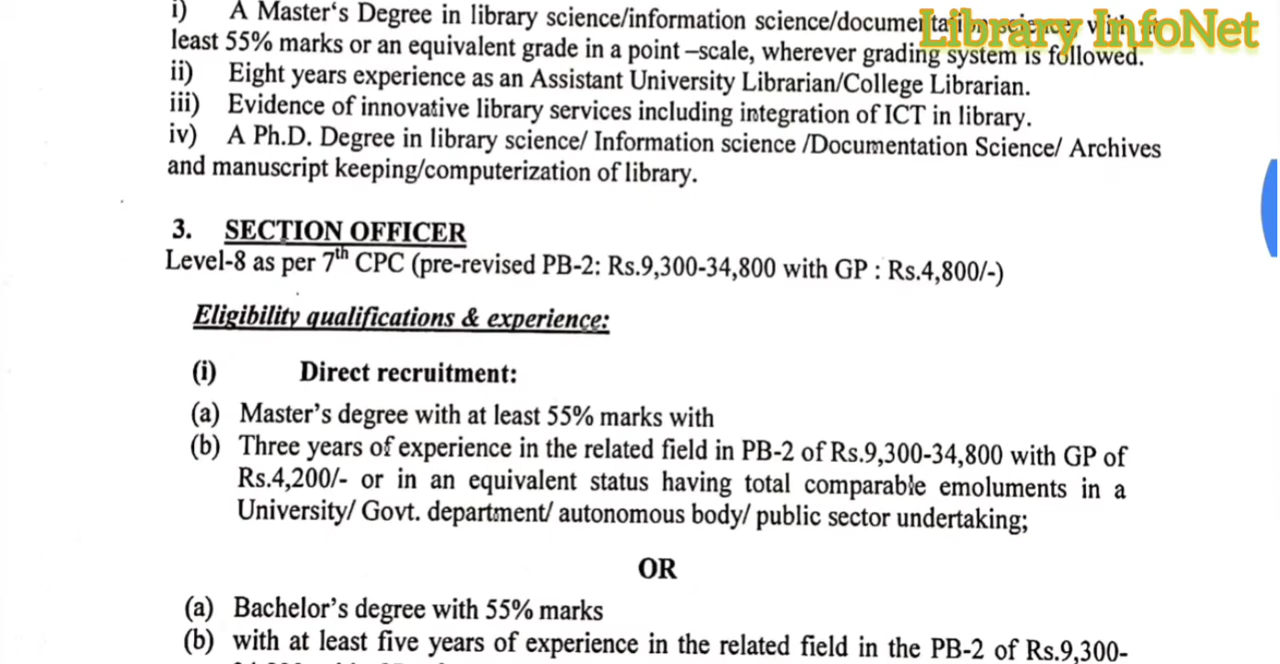 i) A Master's Degree in library science/information science/documentation science with at
Library InfoNet
least 55% marks or an equivalent grade in a point –scale, wherever grading system is followed.
ii) Eight years experience as an Assistant University Librarian/College Librarian.
iii) Evidence of innovative library services including integration of ICT in library.
iv) A Ph.D. Degree in library science/ Information science /Documentation Science/ Archives
and manuscript keeping/computerization of library.
3. SECTION OFFICER
Level-8 as per 7th CPC (pre-revised PB-2: Rs.9,300-34,800 with GP : Rs.4,800/-)
Eligibility qualifications & experience:
(i) Direct recruitment:
(a) Master's degree with at least 55% marks with
(b) Three years of experience in the related field in PB-2 of Rs.9,300-34,800 with GP of
Rs.4,200/- or in an equivalent status having total comparable emoluments in a
University/ Govt. department/ autonomous body/ public sector undertaking;
OR
(a) Bachelor's degree with 55% marks
(b) with at least five years of experience in the related field in the PB-2 of Rs.9,300-